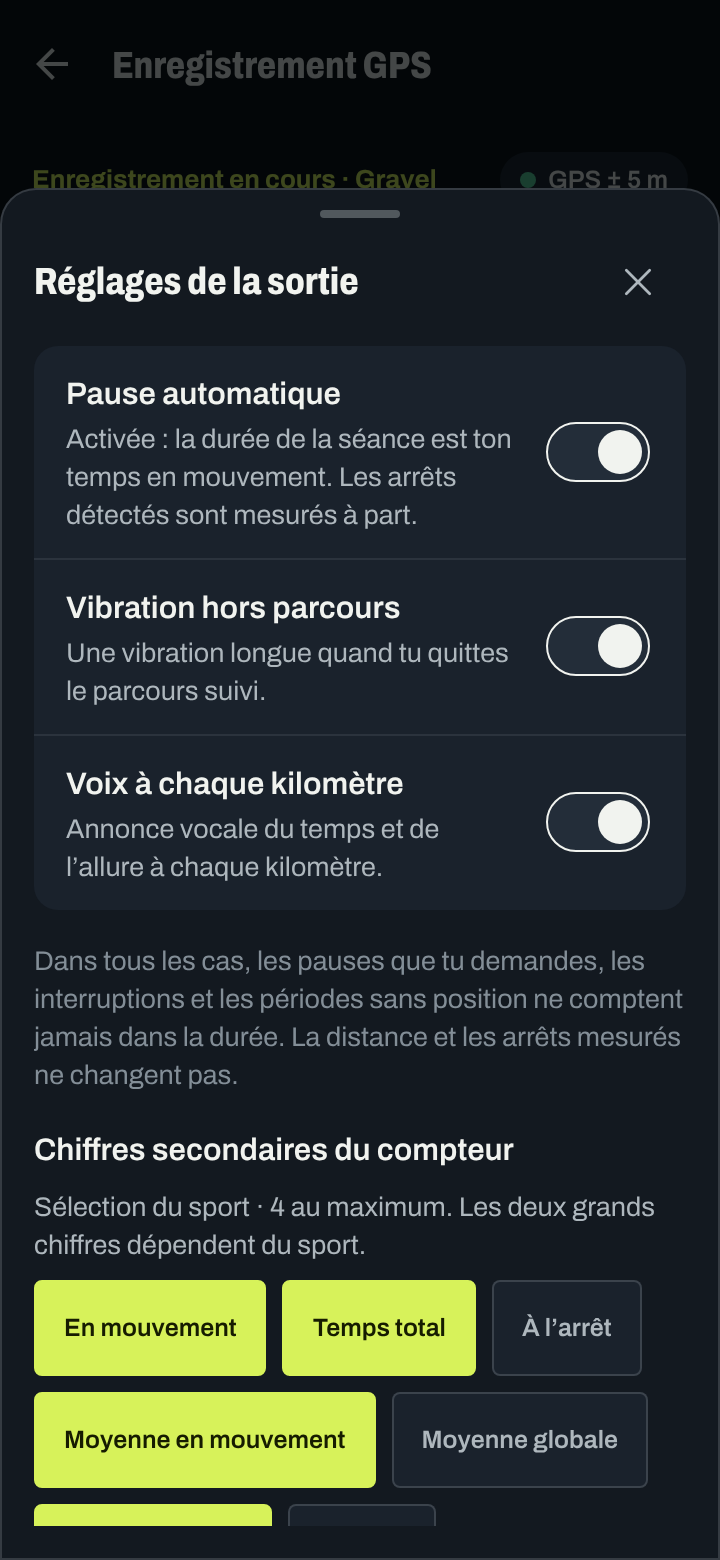 Enregistrement GPS
Enregistrement en cours · Gravel
GPS ± 5 m
Réglages de la sortie
Pause automatique
Activée : la durée de la séance est ton
temps en mouvement. Les arrêts
détectés sont mesurés à part.
Vibration hors parcours
Une vibration longue quand tu quittes
le parcours suivi.
Voix à chaque kilomètre
Annonce vocale du temps et de
l’allure à chaque kilomètre.
Dans tous les cas, les pauses que tu demandes, les
interruptions et les périodes sans position ne comptent
jamais dans la durée. La distance et les arrêts mesurés
ne changent pas.
Chiffres secondaires du compteur
Sélection du sport · 4 au maximum. Les deux grands
chiffres dépendent du sport.
En mouvement
Temps total
À l’arrêt
Moyenne en mouvement
Moyenne globale